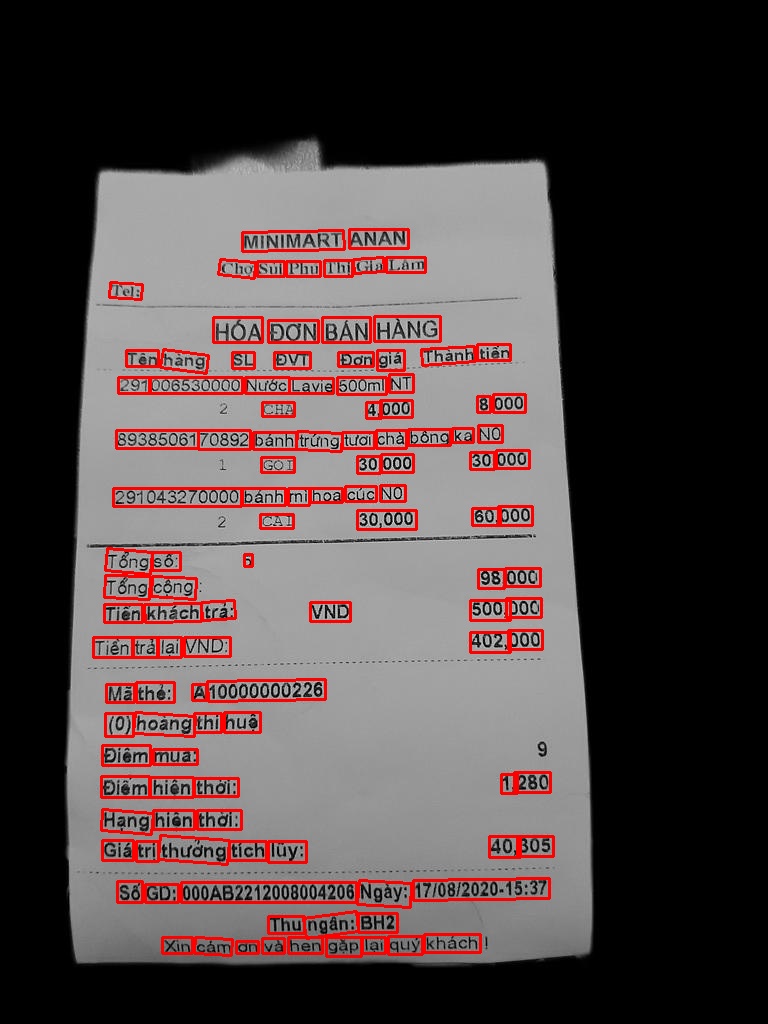 MINIMART ANAN
Chợ Sủi Phú Thị Gia Lâm
Tel:
HÓA ĐƠN BÁN HÀNG
Tên hàng SL ĐVT Đơn giá Thành tiền
291006530000 Nước Lavie 500ml NT
2 CHA 4,000 8,000
8938506170892 bánh trứng tươi chà bông ka N0
1 GOI 30,000 30,000
291043270000 bánh mì hoa cúc N0
2 CAI 30,000 60,000
Tổng số: 5
Tổng cộng: 98,000
Tiền khách trả: VND 500,000
Tiền trả lại VND: 402,000
Mã thẻ: A10000000226
(0) hoàng thi huê
Điểm mua: 9
Điểm hiện thời: 1,280
Hạng hiện thời:
Giá trị thưởng tích lũy: 40,305
Số GD: 000AB2212008004206 Ngày: 17/08/2020-15:37
Thu ngân: BH2
Xin cám ơn và hẹn gặp lại quý khách !